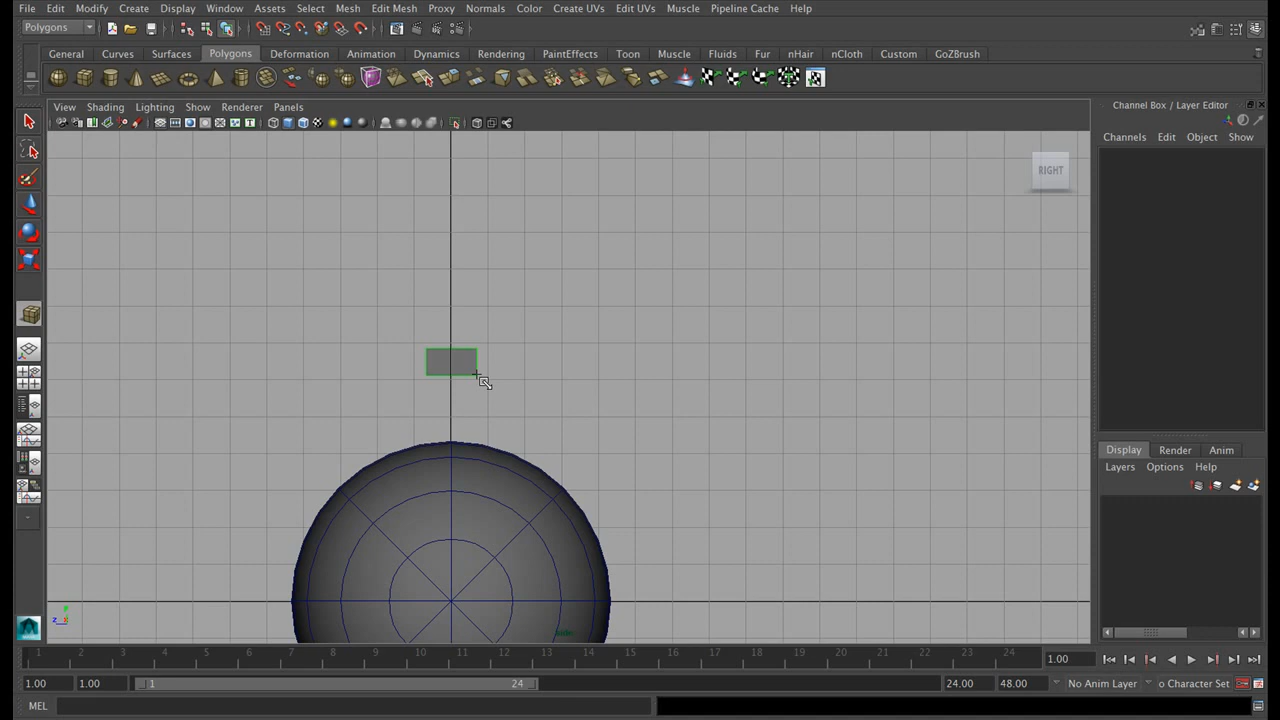 File Edit Modify Create Display Window Assets Select Mesh Edit Mesh Proxy Normals Color Create UVs Edit UVs Muscle Pipeline Cache Help
Polygons
General Curves Surfaces Polygons Deformation Animation Dynamics Rendering PaintEffects Toon Muscle Fluids Fur nHair nCloth Custom GoZBrush
View Shading Lighting Show Renderer Panels
Channel Box / Layer Editor
Channels Edit Object Show
RIGHT
Display Render Anim
Layers Options Help
z x
1 2 3 4 5 6 7 8 9 10 11 12 13 14 15 16 17 18 19 20 21 22 23 24 1.00
1.00 1.00 1 24 24.00 48.00 No Anim Layer o Character Set
MEL